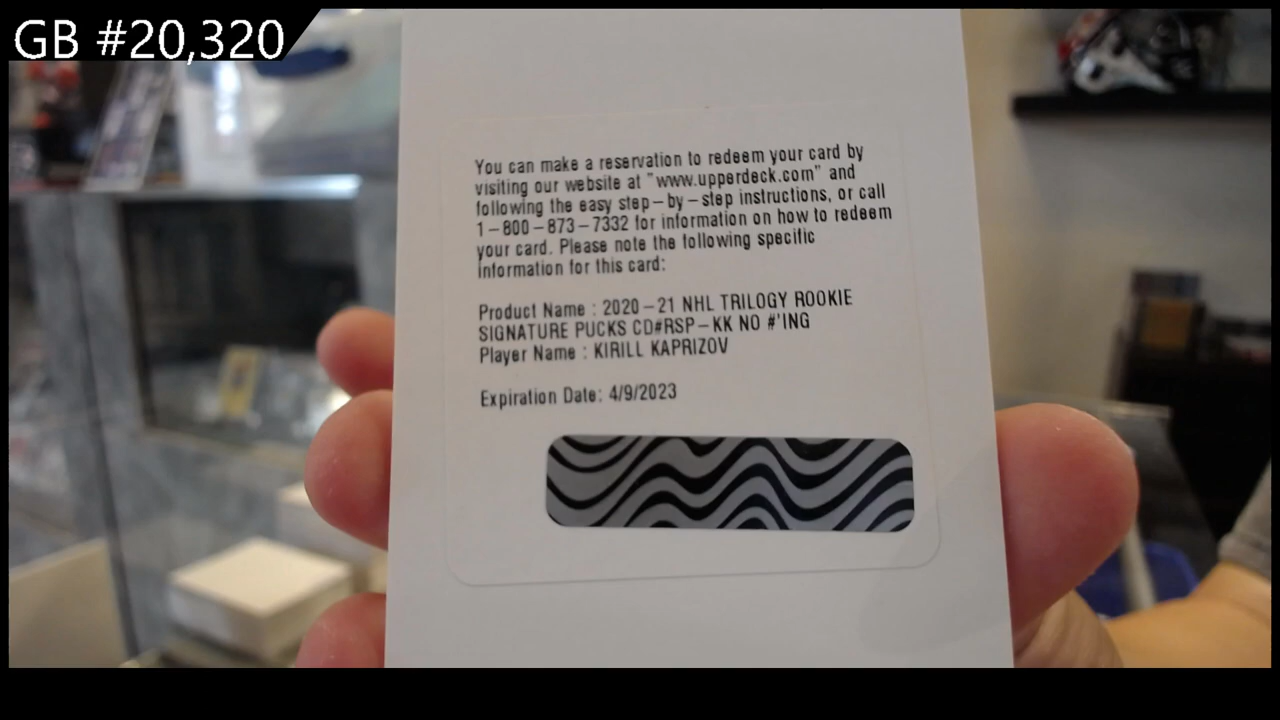 GB #20,320
You can make a reservation to redeem your card by
visiting our website at "www.upperdeck.com" and
following the easy step–by–step instructions, or call
1–800–873–7332 for information on how to redeem
your card. Please note the following specific
information for this card:
Product Name : 2020–21 NHL TRILOGY ROOKIE
SIGNATURE PUCKS CD#RSP–KK NO #'ING
Player Name : KIRILL KAPRIZOV
Expiration Date: 4/9/2023